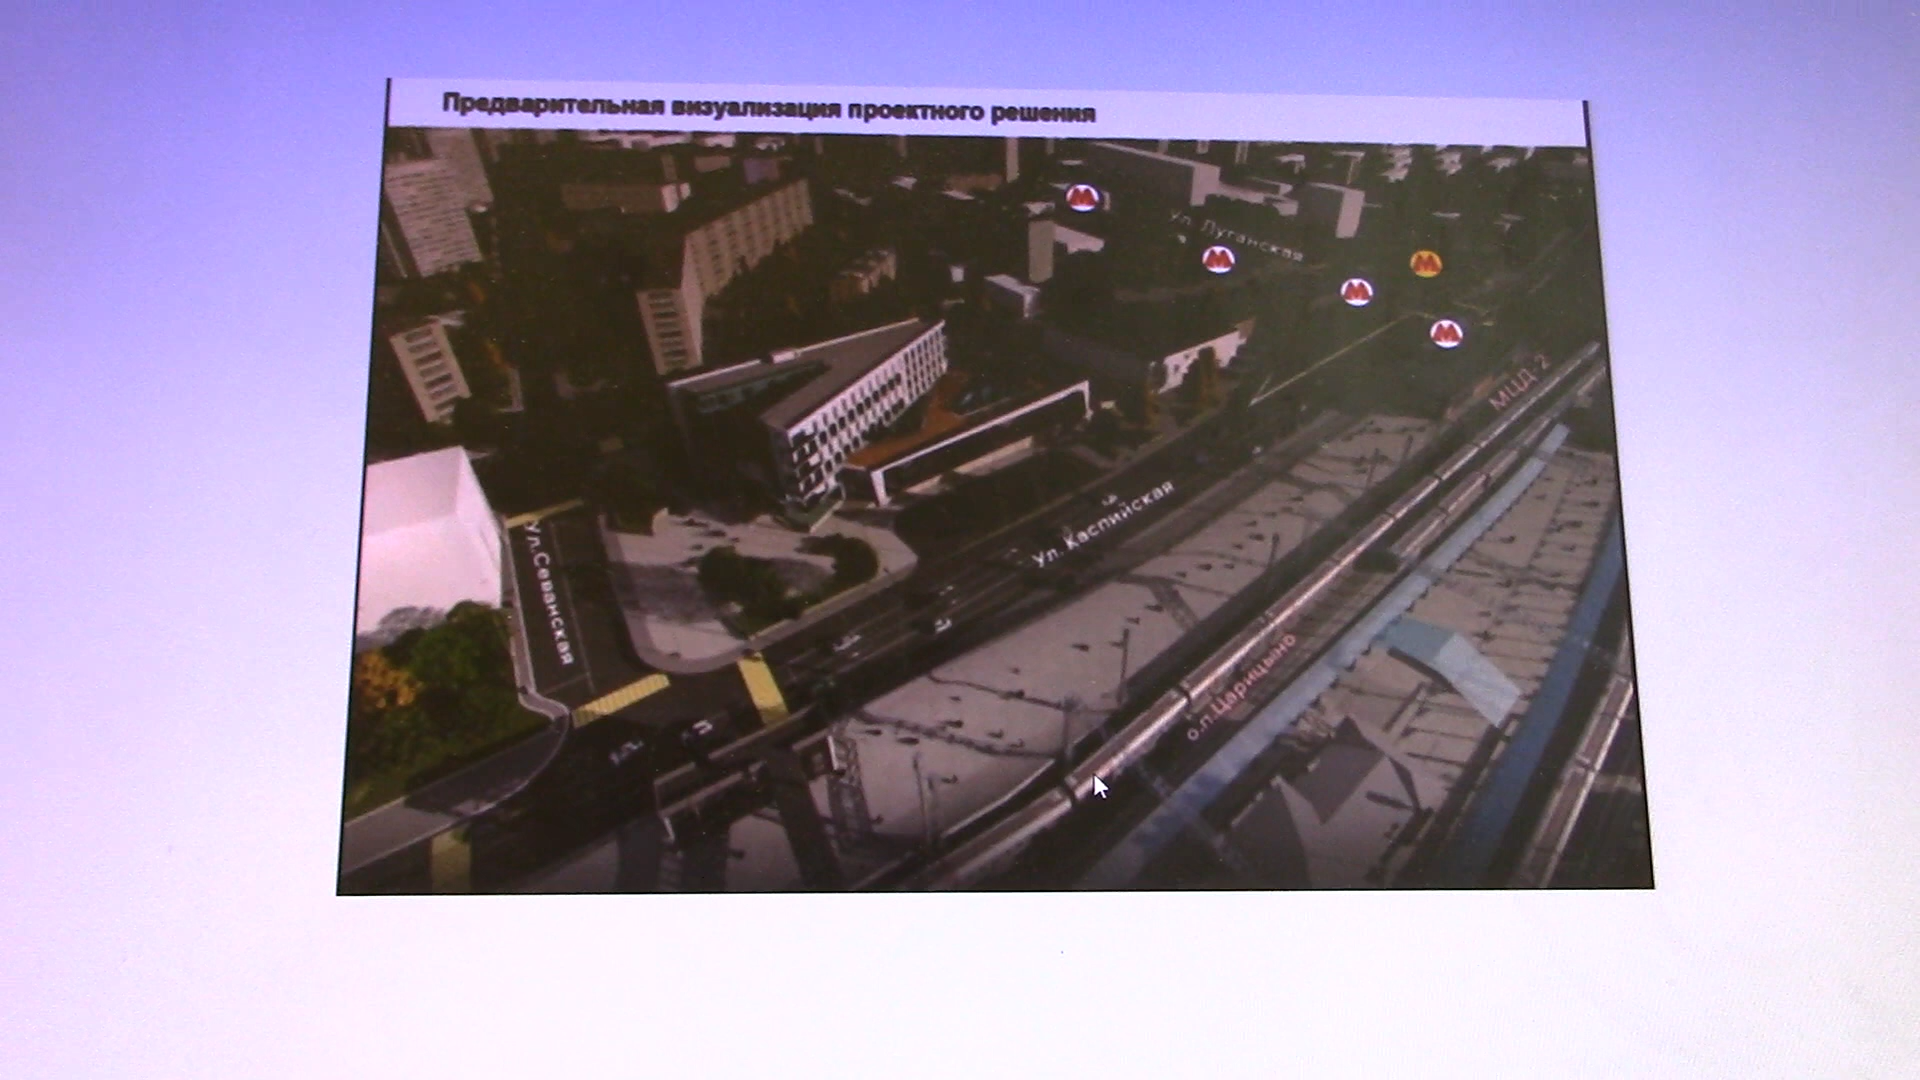 Предварительная визуализация проектного решения
М
ул. Луганская
М
М
М
М
МЦД-2
Ул. Каспийская
Ул.Севанская
о.п.Царицыно